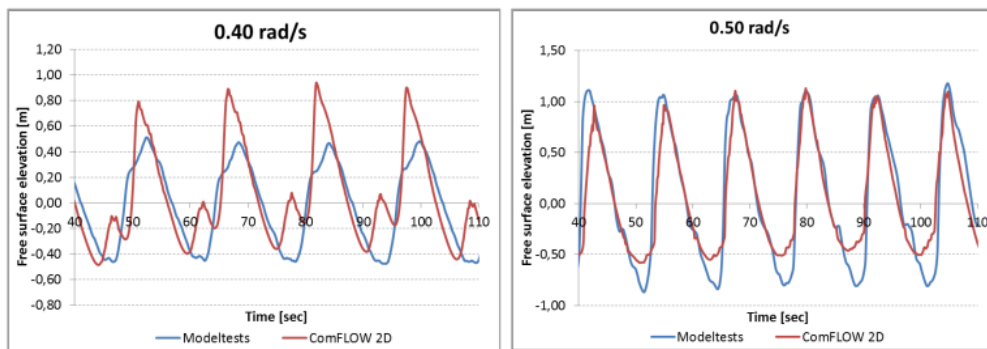 0.40 rad/s
Free surface elevation [m]
1,20
1,00
0,80
0,60
0,40
0,20
0,00
-0,20
-0,40
-0,60
-0,80
40 50 60 70 80 90 100 110
Time [sec]
Modeltests ComFLOW 2D
0.50 rad/s
Free surface elevation [m]
1,50
1,00
0,50
0,00
-0,50
-1,00
40 50 60 70 80 90 100 110
Time [sec]
Modeltests ComFLOW 2D